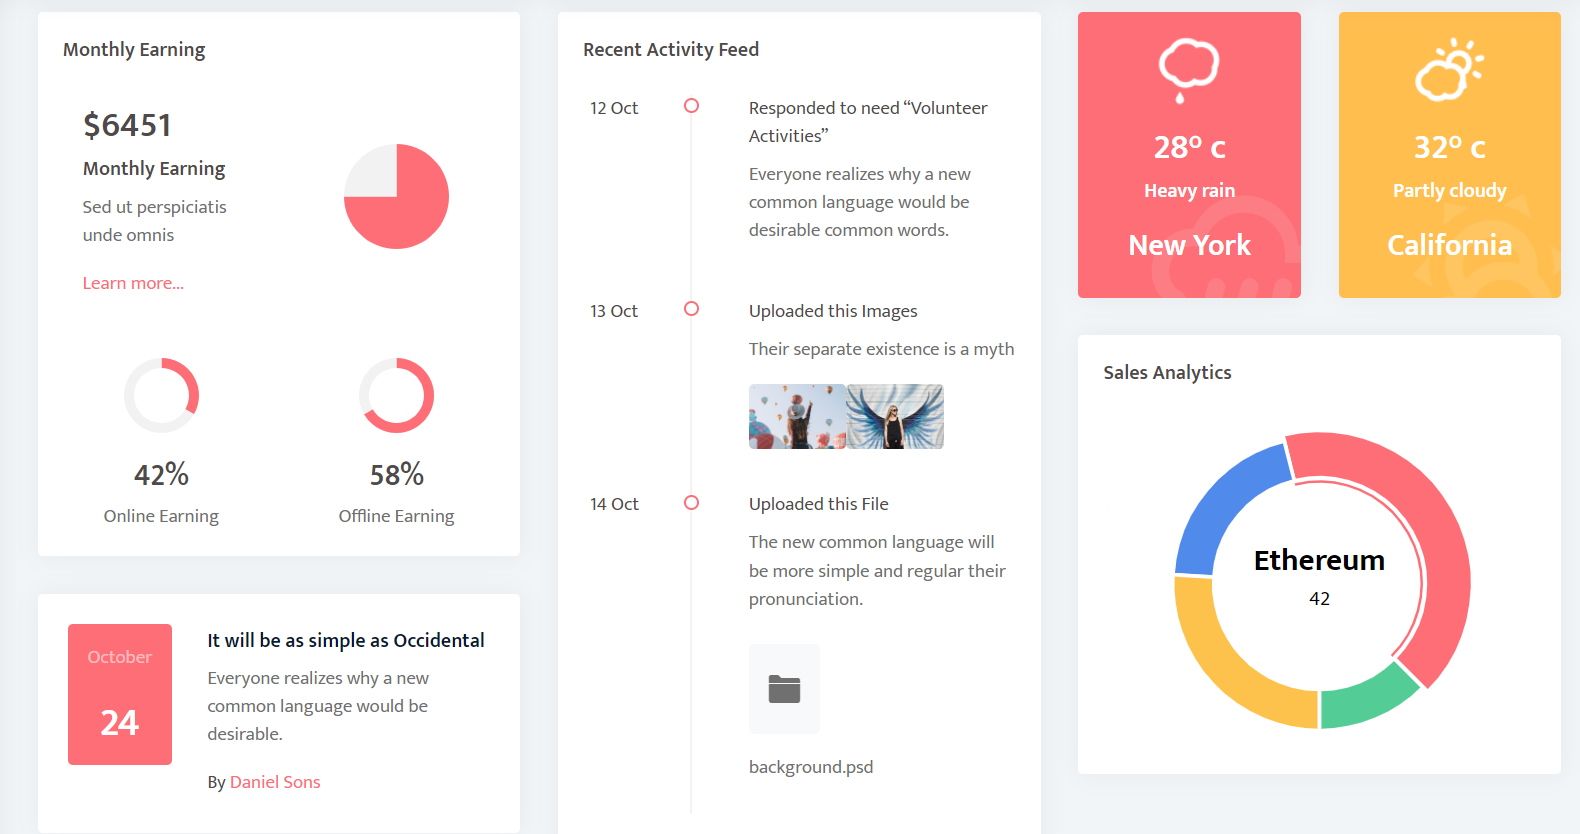 Monthly Earning
$6451
Monthly Earning
Sed ut perspiciatis
unde omnis
Learn more...
42%
Online Earning
58%
Offline Earning
October
24
It will be as simple as Occidental
Everyone realizes why a new
common language would be
desirable.
By Daniel Sons
Recent Activity Feed
12 Oct
Responded to need “Volunteer
Activities”
Everyone realizes why a new
common language would be
desirable common words.
13 Oct
Uploaded this Images
Their separate existence is a myth
14 Oct
Uploaded this File
The new common language will
be more simple and regular their
pronunciation.
background.psd
28° c
Heavy rain
New York
32° c
Partly cloudy
California
Sales Analytics
Ethereum
42